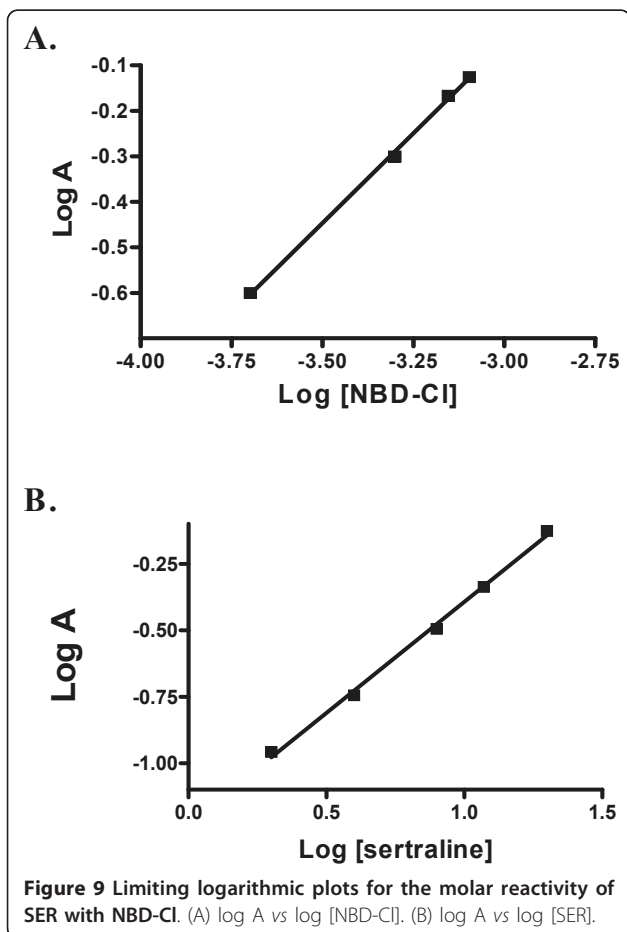 A.
-0.1
-0.2
-0.3
-0.4
-0.5
-0.6
Log A
-4.00 -3.75 -3.50 -3.25 -3.00 -2.75
Log [NBD-Cl]
B.
-0.25
-0.50
-0.75
-1.00
Log A
0.0 0.5 1.0 1.5
Log [sertraline]
Figure 9 Limiting logarithmic plots for the molar reactivity of
SER with NBD-Cl. (A) log A vs log [NBD-Cl]. (B) log A vs log [SER].